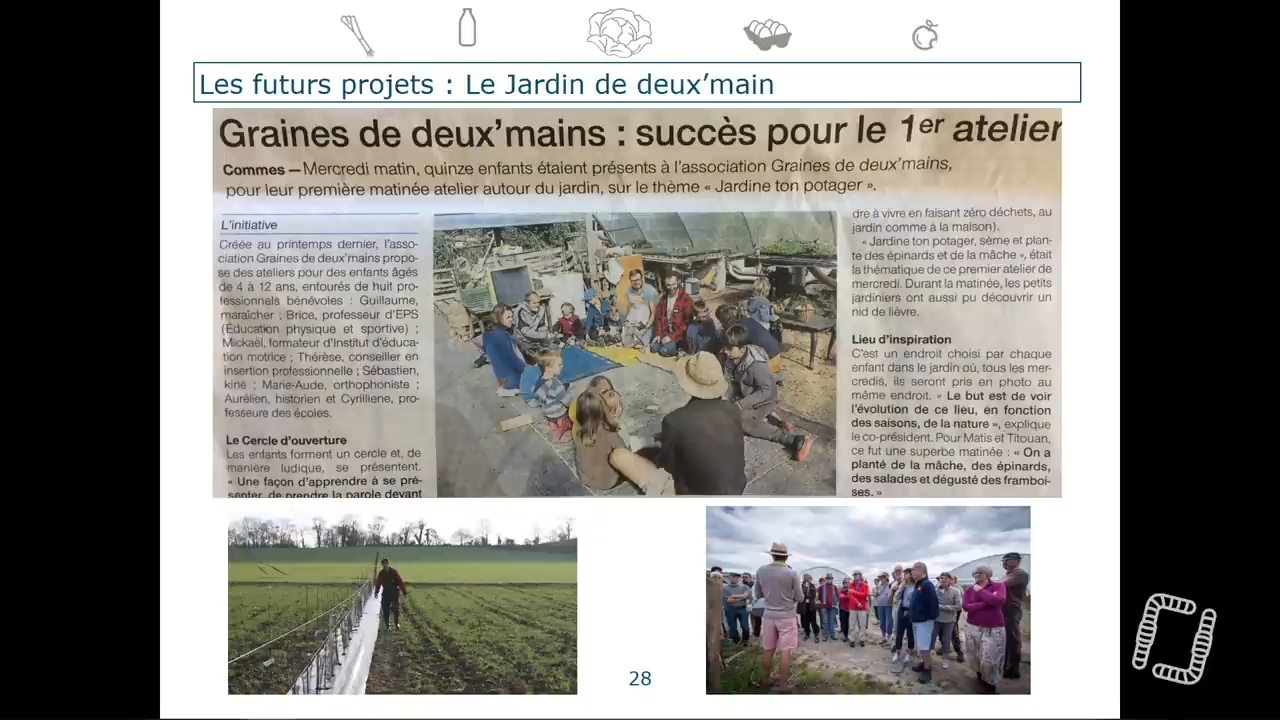 Les futurs projets : Le Jardin de deux’main
Graines de deux’mains : succès pour le 1er atelier
Commes — Mercredi matin, quinze enfants étaient présents à l’association Graines de deux’mains,
pour leur première matinée atelier autour du jardin, sur le thème « Jardine ton potager ».
L’initiative
Créée au printemps dernier, l’asso-
ciation Graines de deux’mains propo-
se des ateliers pour des enfants âgés
de 4 à 12 ans, entourés de huit pro-
fessionnels bénévoles : Guillaume,
maraîcher ; Brice, professeur d’EPS
(Éducation physique et sportive) ;
Mickaël, formateur d’Institut d’éduca-
tion motrice ; Thérèse, conseiller en
insertion professionnelle ; Sébastien,
kiné ; Marie-Aude, orthophoniste ;
Aurélien, historien et Cyrilliene, pro-
fesseure des écoles.
Le Cercle d’ouverture
Les enfants forment un cercle et, de
manière ludique, se présentent.
« Une façon d’apprendre à se pré-
senter, de prendre la parole devant
dre à vivre en faisant zéro déchets, au
jardin comme à la maison).
« Jardine ton potager, sème et plan-
te des épinards et de la mâche », était
la thématique de ce premier atelier de
mercredi. Durant la matinée, les petits
jardiniers ont aussi pu découvrir un
nid de lièvre.
Lieu d’inspiration
C’est un endroit choisi par chaque
enfant dans le jardin où, tous les mer-
credis, ils seront pris en photo au
même endroit. « Le but est de voir
l’évolution de ce lieu, en fonction
des saisons, de la nature », explique
le co-président. Pour Matis et Titouan,
ce fut une superbe matinée : « On a
planté de la mâche, des épinards,
des salades et dégusté des framboi-
ses. »
28